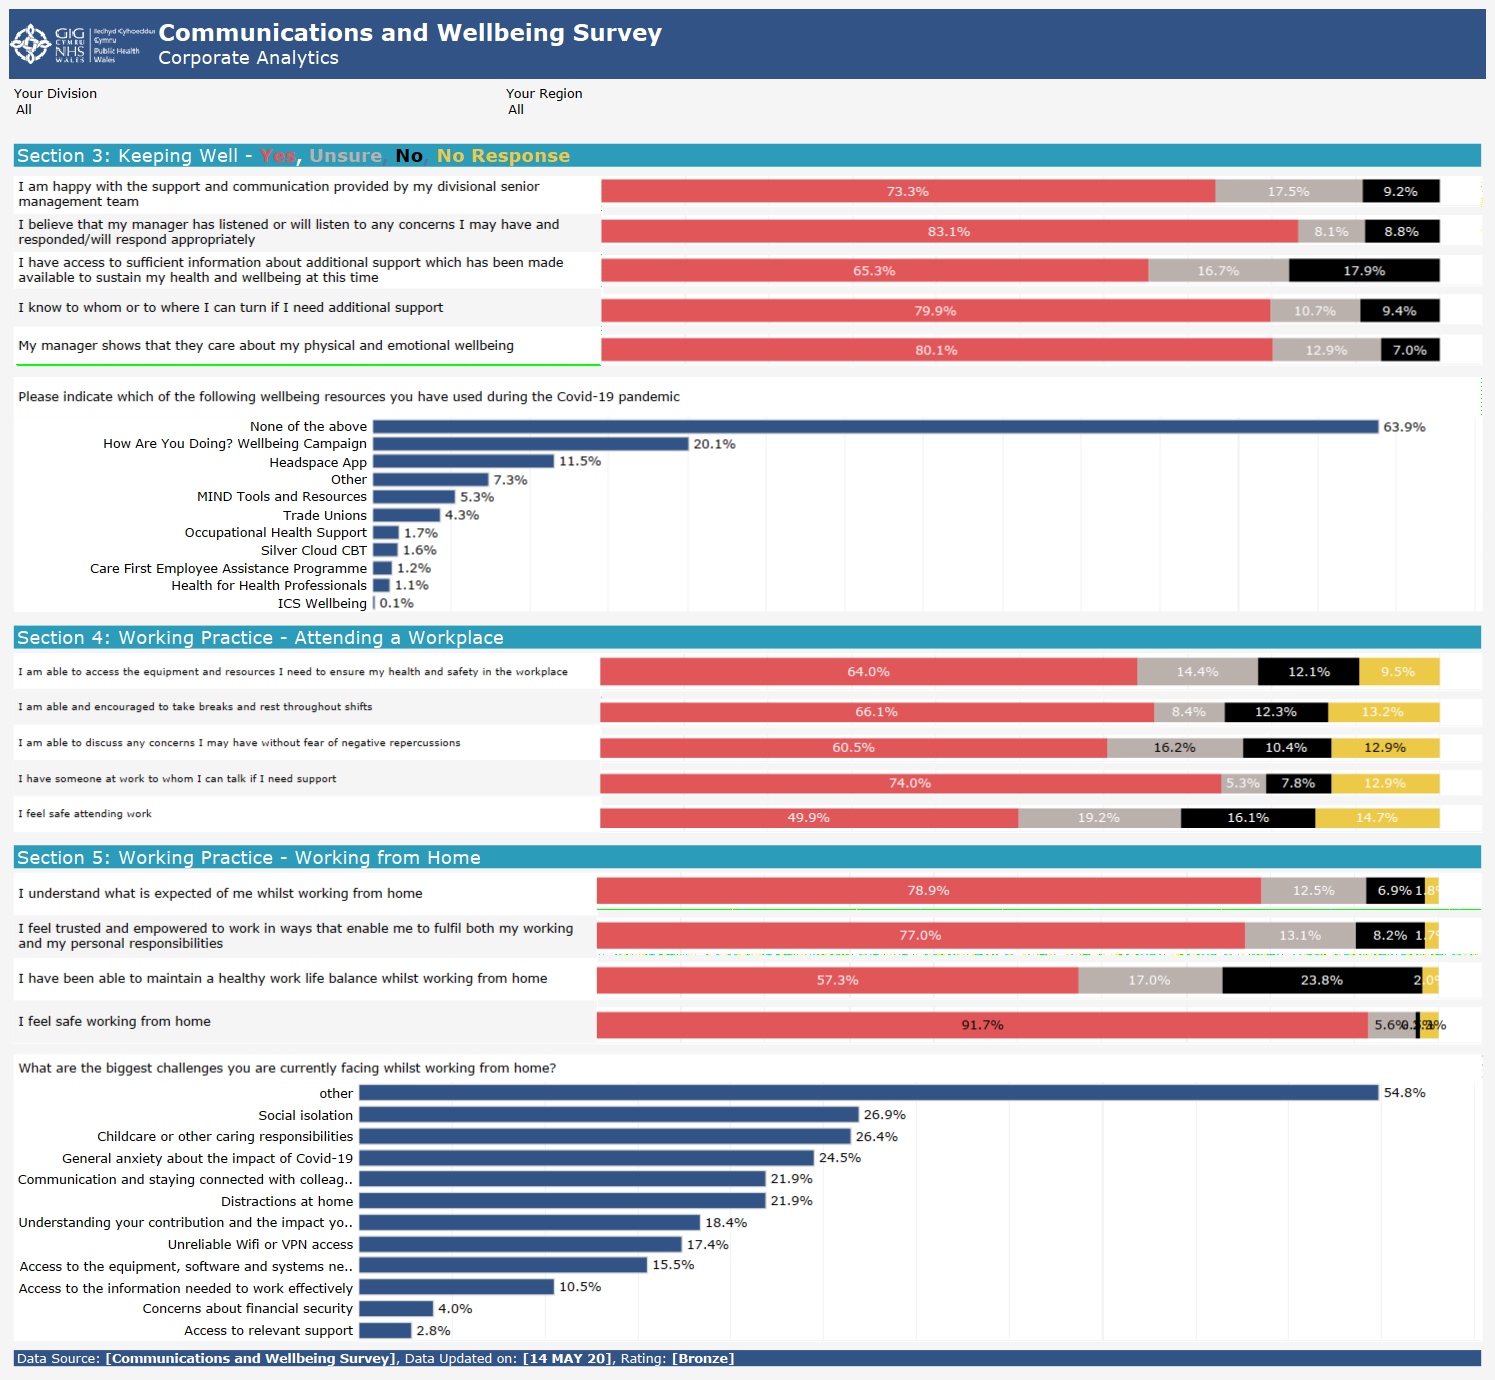 GIG
CYMRU
NHS
WALES
Iechyd Cyhoeddus
Cymru
Public Health
Wales
Communications and Wellbeing Survey
Corporate Analytics
Your Division
All
Your Region
All
Section 3: Keeping Well - Yes, Unsure, No, No Response
I am happy with the support and communication provided by my divisional senior
management team
73.3% 17.5% 9.2%
I believe that my manager has listened or will listen to any concerns I may have and
responded/will respond appropriately
83.1% 8.1% 8.8%
I have access to sufficient information about additional support which has been made
available to sustain my health and wellbeing at this time
65.3% 16.7% 17.9%
I know to whom or to where I can turn if I need additional support
79.9% 10.7% 9.4%
My manager shows that they care about my physical and emotional wellbeing
80.1% 12.9% 7.0%
Please indicate which of the following wellbeing resources you have used during the Covid-19 pandemic
None of the above 63.9%
How Are You Doing? Wellbeing Campaign 20.1%
Headspace App 11.5%
Other 7.3%
MIND Tools and Resources 5.3%
Trade Unions 4.3%
Occupational Health Support 1.7%
Silver Cloud CBT 1.6%
Care First Employee Assistance Programme 1.2%
Health for Health Professionals 1.1%
ICS Wellbeing 0.1%
Section 4: Working Practice - Attending a Workplace
I am able to access the equipment and resources I need to ensure my health and safety in the workplace
64.0% 14.4% 12.1% 9.5%
I am able and encouraged to take breaks and rest throughout shifts
66.1% 8.4% 12.3% 13.2%
I am able to discuss any concerns I may have without fear of negative repercussions
60.5% 16.2% 10.4% 12.9%
I have someone at work to whom I can talk if I need support
74.0% 5.3% 7.8% 12.9%
I feel safe attending work
49.9% 19.2% 16.1% 14.7%
Section 5: Working Practice - Working from Home
I understand what is expected of me whilst working from home
78.9% 12.5% 6.9% 1.8%
I feel trusted and empowered to work in ways that enable me to fulfil both my working
and my personal responsibilities
77.0% 13.1% 8.2% 1.7%
I have been able to maintain a healthy work life balance whilst working from home
57.3% 17.0% 23.8% 2.0%
I feel safe working from home
91.7% 5.6%
What are the biggest challenges you are currently facing whilst working from home?
other 54.8%
Social isolation 26.9%
Childcare or other caring responsibilities 26.4%
General anxiety about the impact of Covid-19 24.5%
Communication and staying connected with colleag.. 21.9%
Distractions at home 21.9%
Understanding your contribution and the impact yo.. 18.4%
Unreliable Wifi or VPN access 17.4%
Access to the equipment, software and systems ne.. 15.5%
Access to the information needed to work effectively 10.5%
Concerns about financial security 4.0%
Access to relevant support 2.8%
Data Source: [Communications and Wellbeing Survey], Data Updated on: [14 MAY 20], Rating: [Bronze]